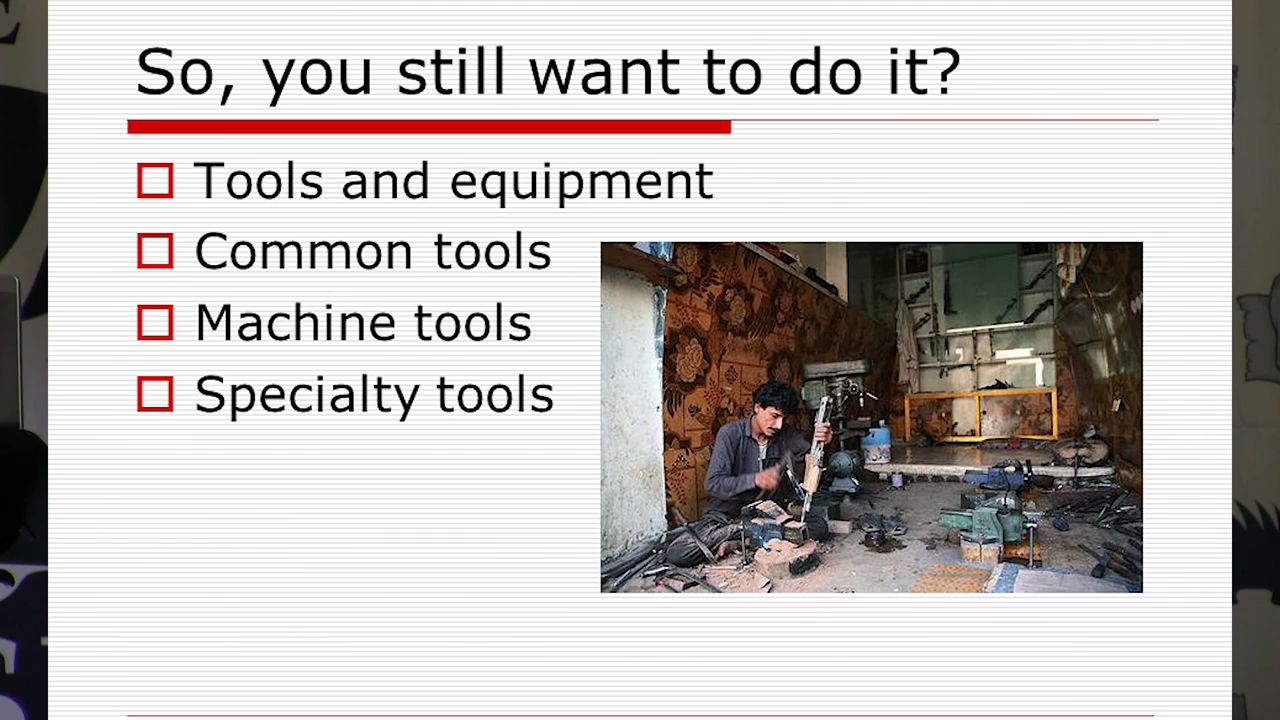 So, you still want to do it?
Tools and equipment
Common tools
Machine tools
Specialty tools